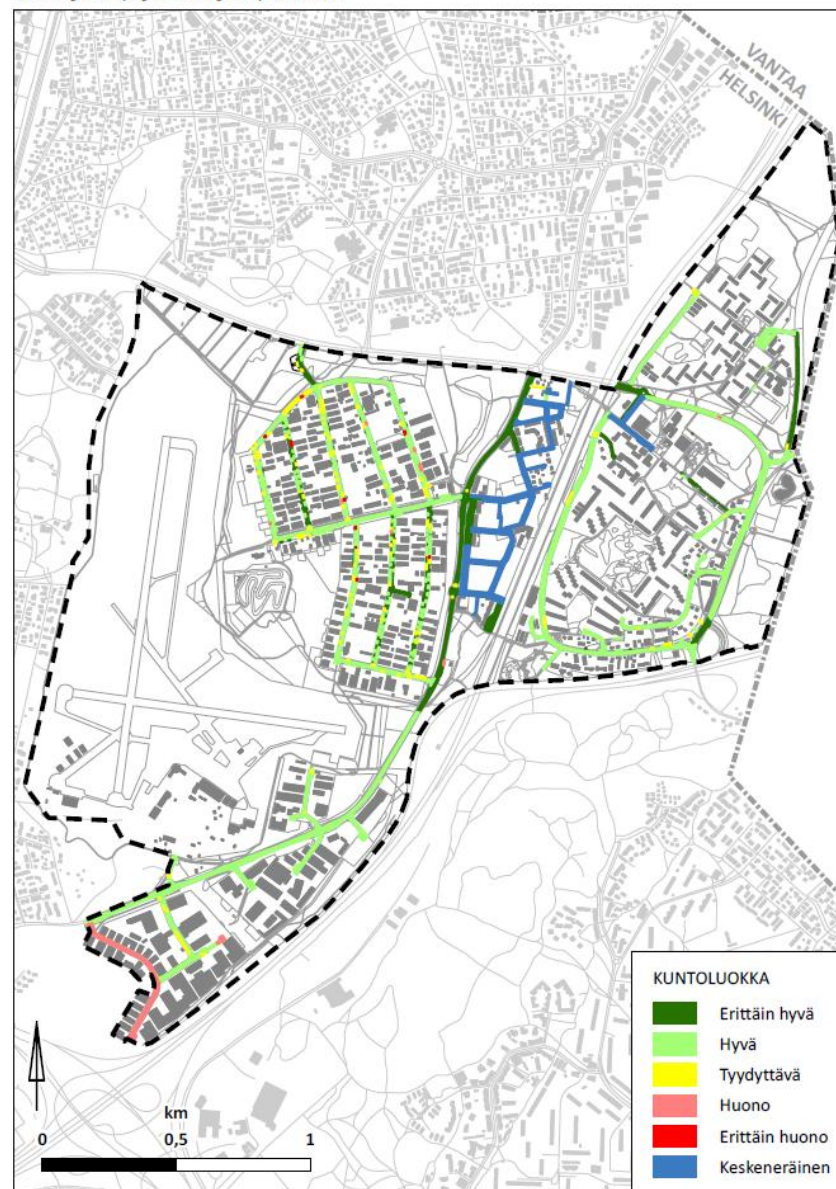 VANTAA
HELSINKI
km
0 0,5 1
KUNTOLUOKKA
Erittäin hyvä
Hyvä
Tyydyttävä
Huono
Erittäin huono
Keskeneräinen